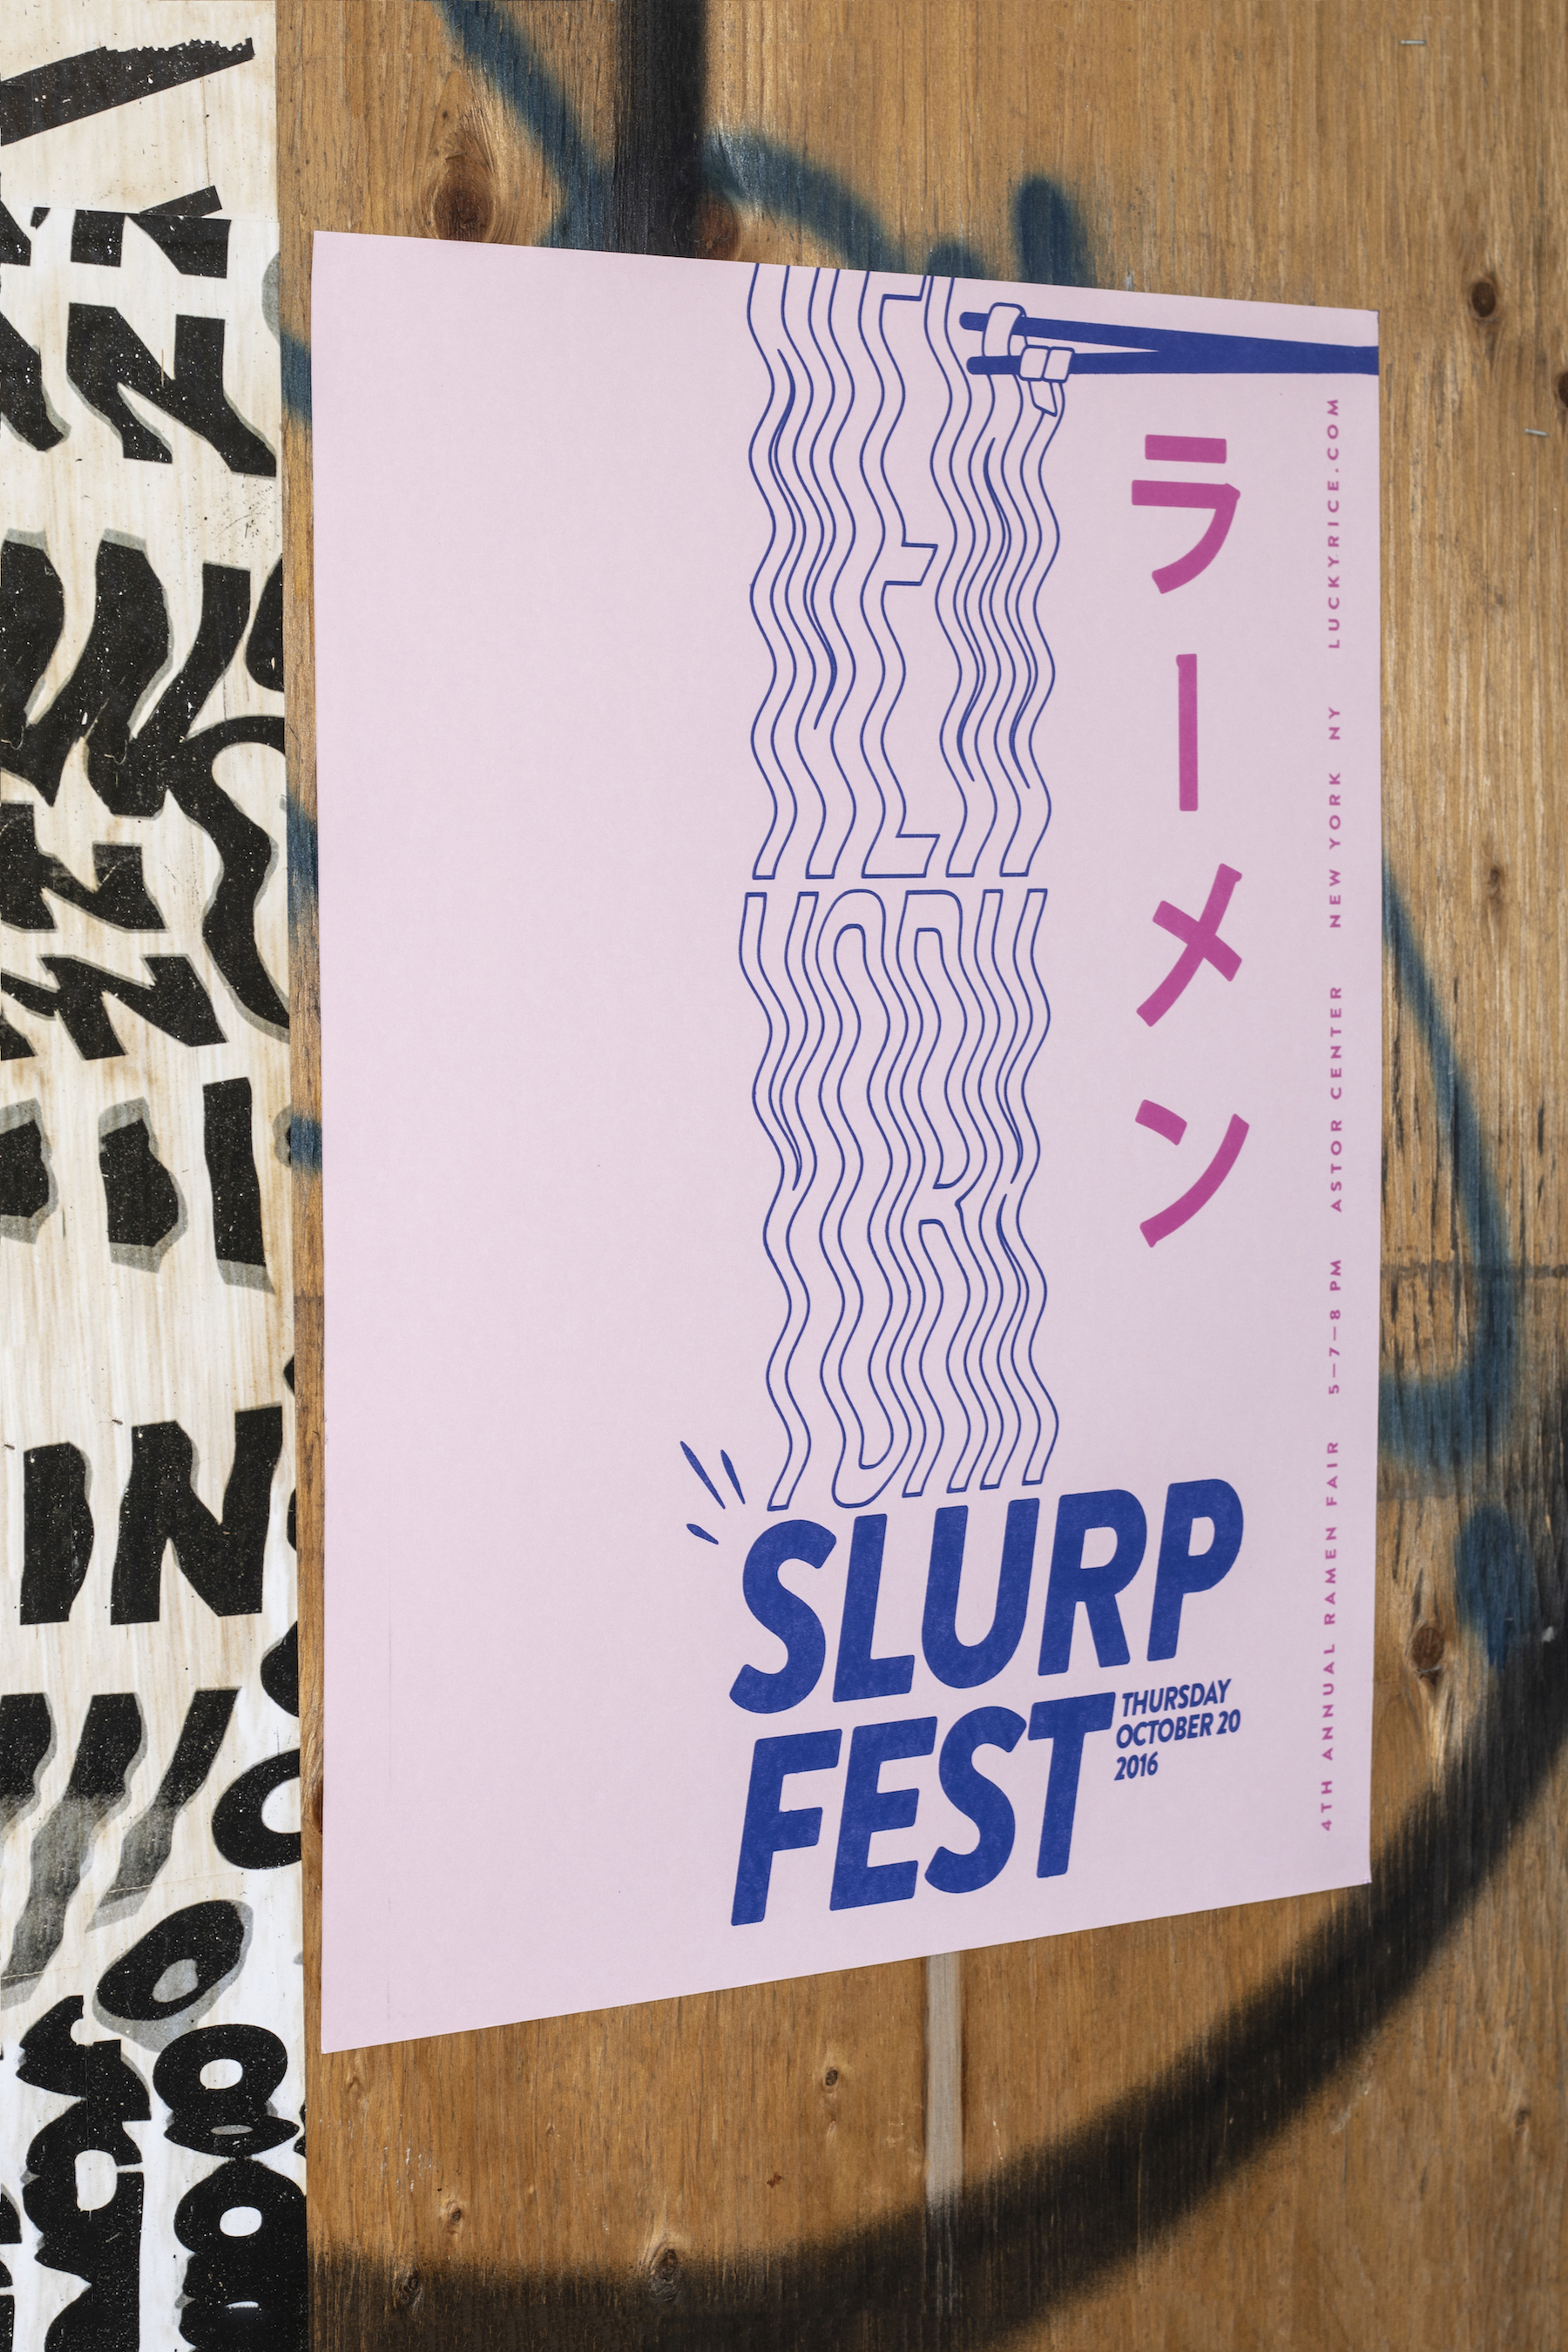 NEW
YORK
SLURP
FEST
THURSDAY
OCTOBER 20
2016
ラーメン
4TH ANNUAL RAMEN FAIR 5—7—8 PM ASTOR CENTER NEW YORK NY LUCKYRICE.COM
IN